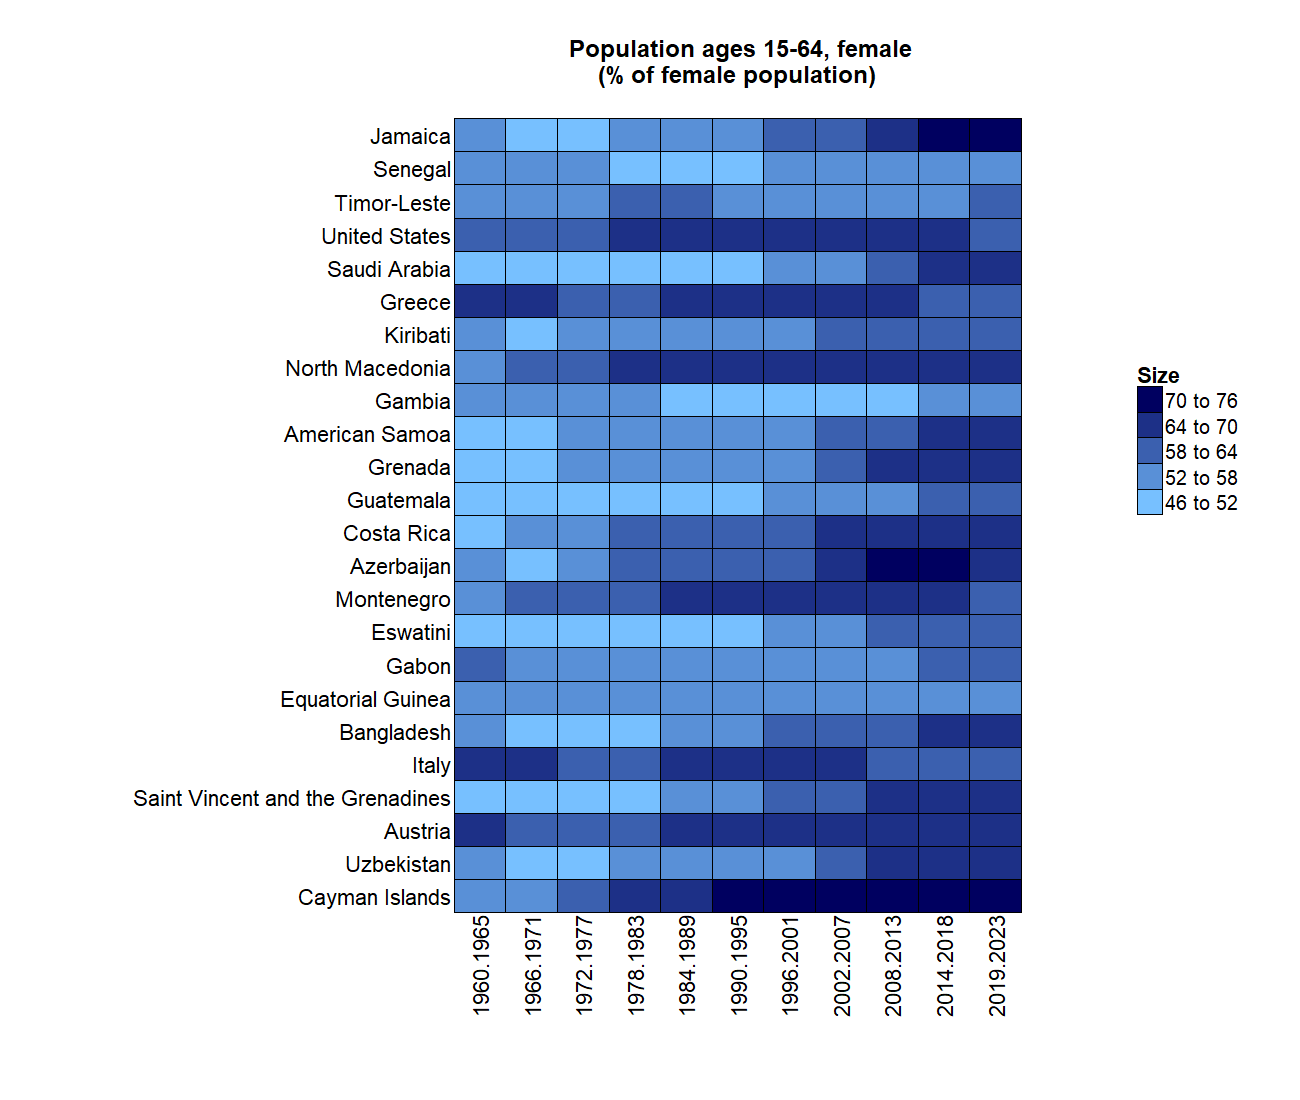 Population ages 15-64, female
(% of female population)
Jamaica
Senegal
Timor-Leste
United States
Saudi Arabia
Greece
Kiribati
North Macedonia
Gambia
American Samoa
Grenada
Guatemala
Costa Rica
Azerbaijan
Montenegro
Eswatini
Gabon
Equatorial Guinea
Bangladesh
Italy
Saint Vincent and the Grenadines
Austria
Uzbekistan
Cayman Islands
1960.1965
1966.1971
1972.1977
1978.1983
1984.1989
1990.1995
1996.2001
2002.2007
2008.2013
2014.2018
2019.2023
Size
70 to 76
64 to 70
58 to 64
52 to 58
46 to 52